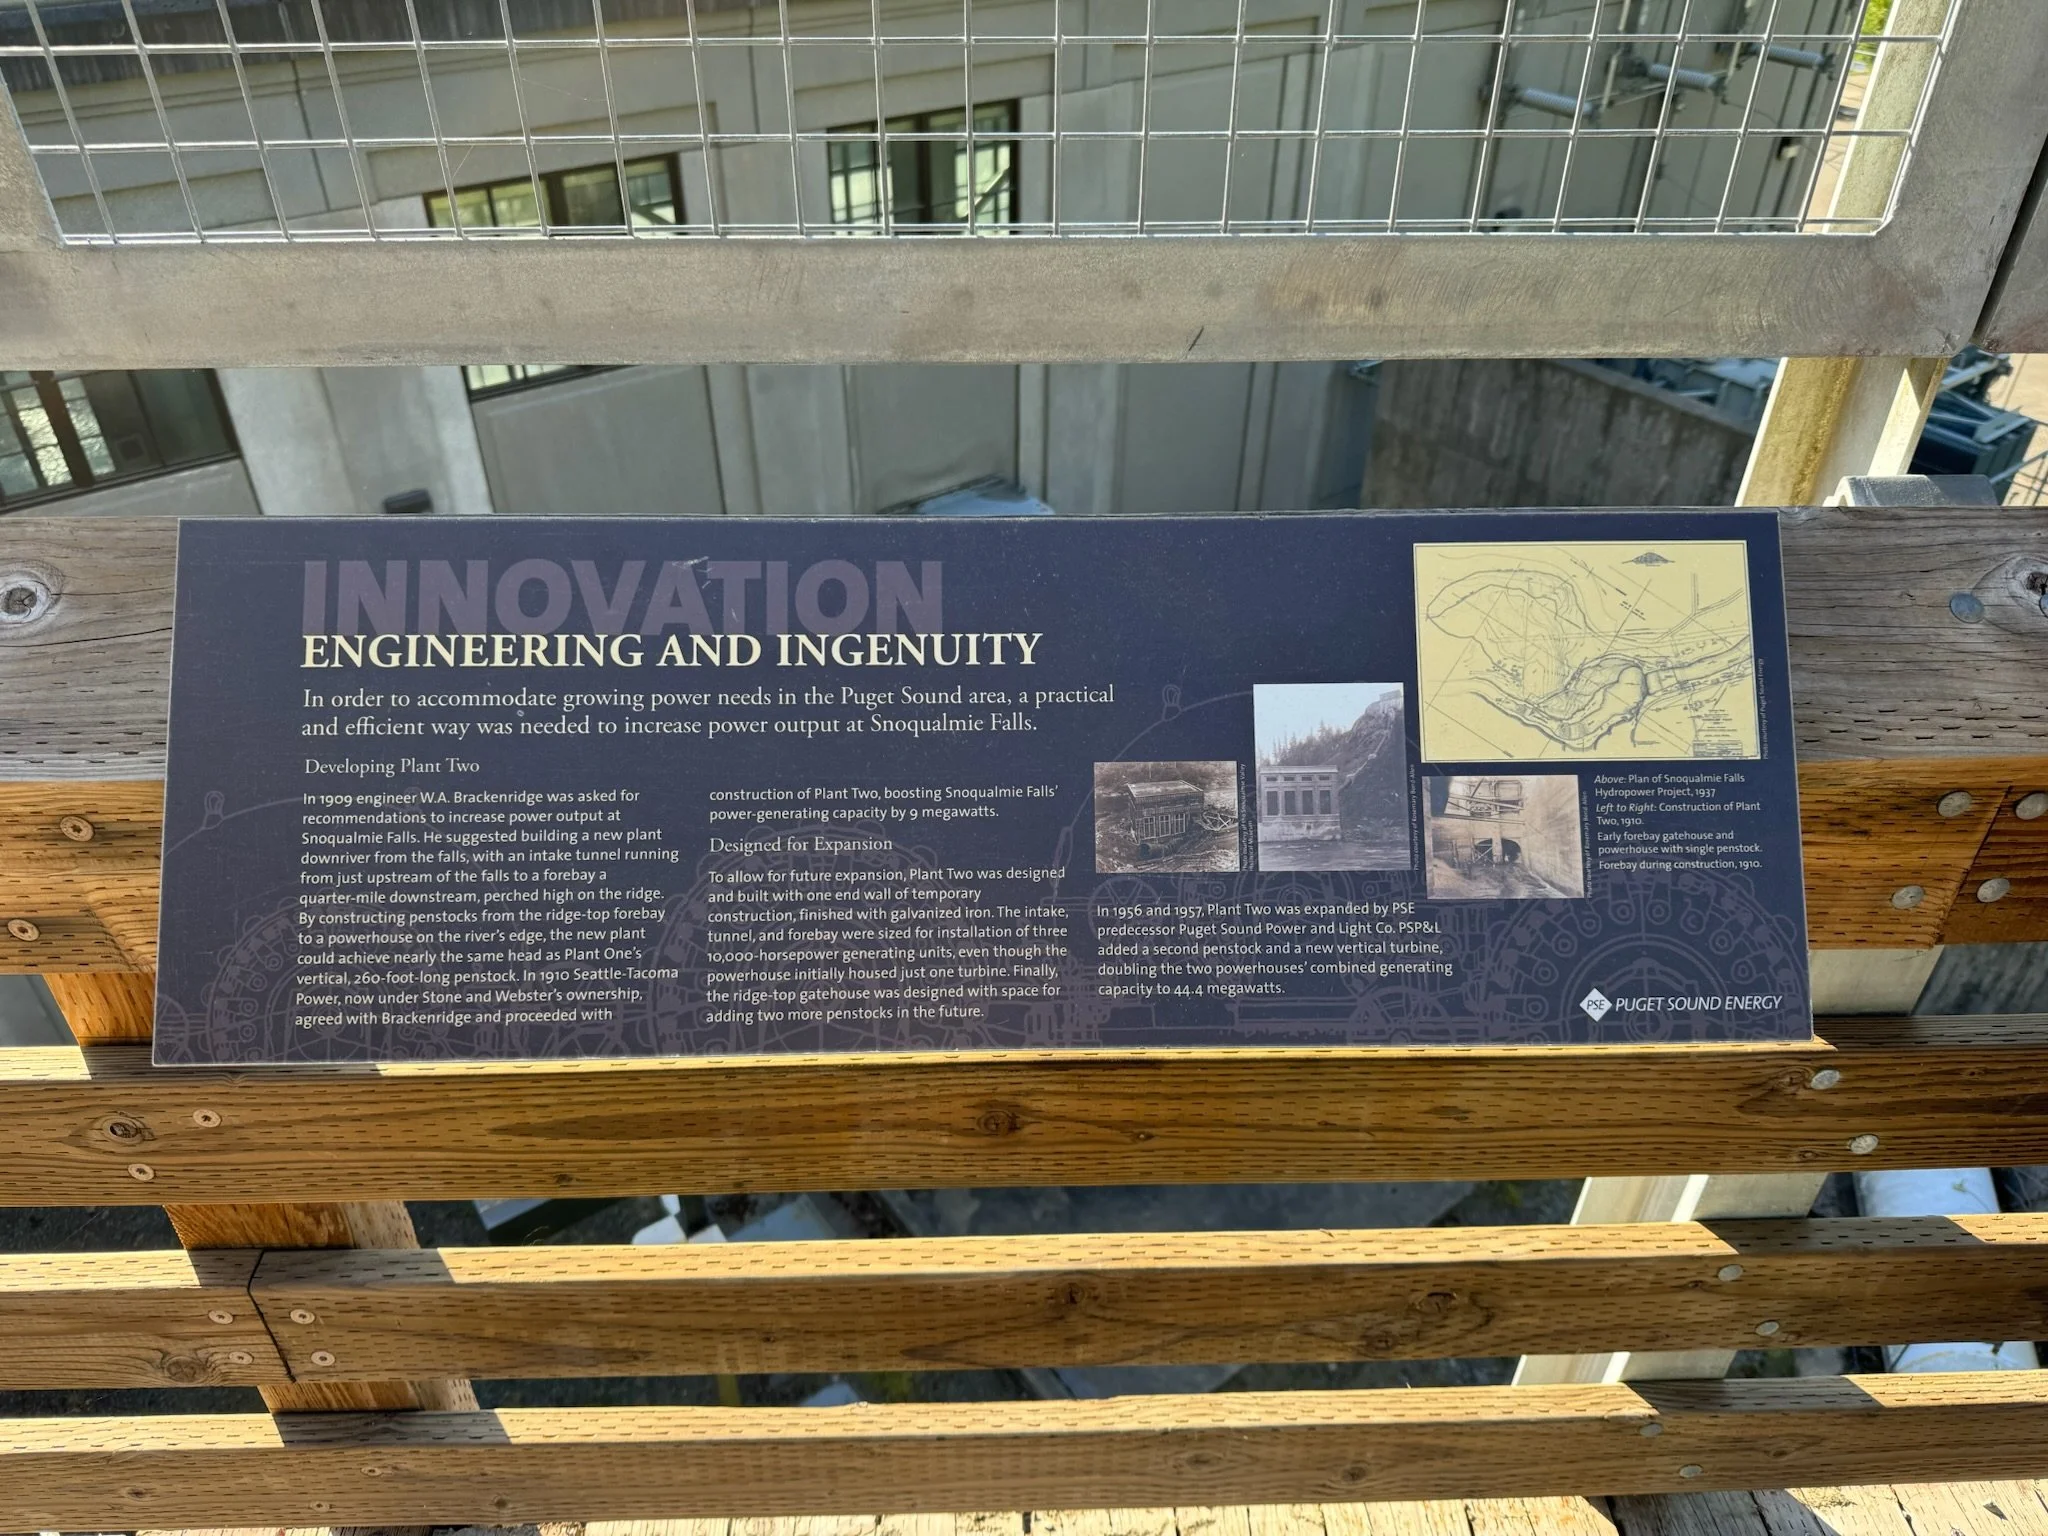 INNOVATION
ENGINEERING AND INGENUITY
In order to accommodate growing power needs in the Puget Sound area, a practical
and efficient way was needed to increase power output at Snoqualmie Falls.
Developing Plant Two
In 1909 engineer W.A. Brackenridge was asked for
recommendations to increase power output at
Snoqualmie Falls. He suggested building a new plant
downriver from the falls, with an intake tunnel running
from just upstream of the falls to a forebay a
quarter-mile downstream, perched high on the ridge.
By constructing penstocks from the ridge-top forebay
to a powerhouse on the river's edge, the new plant
could achieve nearly the same head as Plant One's
vertical, 260-foot-long penstock. In 1910 Seattle-Tacoma
Power, now under Stone and Webster's ownership,
agreed with Brackenridge and proceeded with
construction of Plant Two, boosting Snoqualmie Falls'
power-generating capacity by 9 megawatts.
Designed for Expansion
To allow for future expansion, Plant Two was designed
and built with one end wall of temporary
construction, finished with galvanized iron. The intake,
tunnel, and forebay were sized for installation of three
10,000-horsepower generating units, even though the
powerhouse initially housed just one turbine. Finally,
the ridge-top gatehouse was designed with space for
adding two more penstocks in the future.
In 1956 and 1957, Plant Two was expanded by PSE
predecessor Puget Sound Power and Light Co. PSP&L
added a second penstock and a new vertical turbine,
doubling the two powerhouses' combined generating
capacity to 44.4 megawatts.
Photo courtesy of Rosemary Bond-Allen
Photo courtesy of Puget Sound Energy
Above: Plan of Snoqualmie Falls
Hydropower Project, 1937
Left to Right: Construction of Plant
Two, 1910.
Early forebay gatehouse and
powerhouse with single penstock.
Forebay during construction, 1910.
PSE PUGET SOUND ENERGY